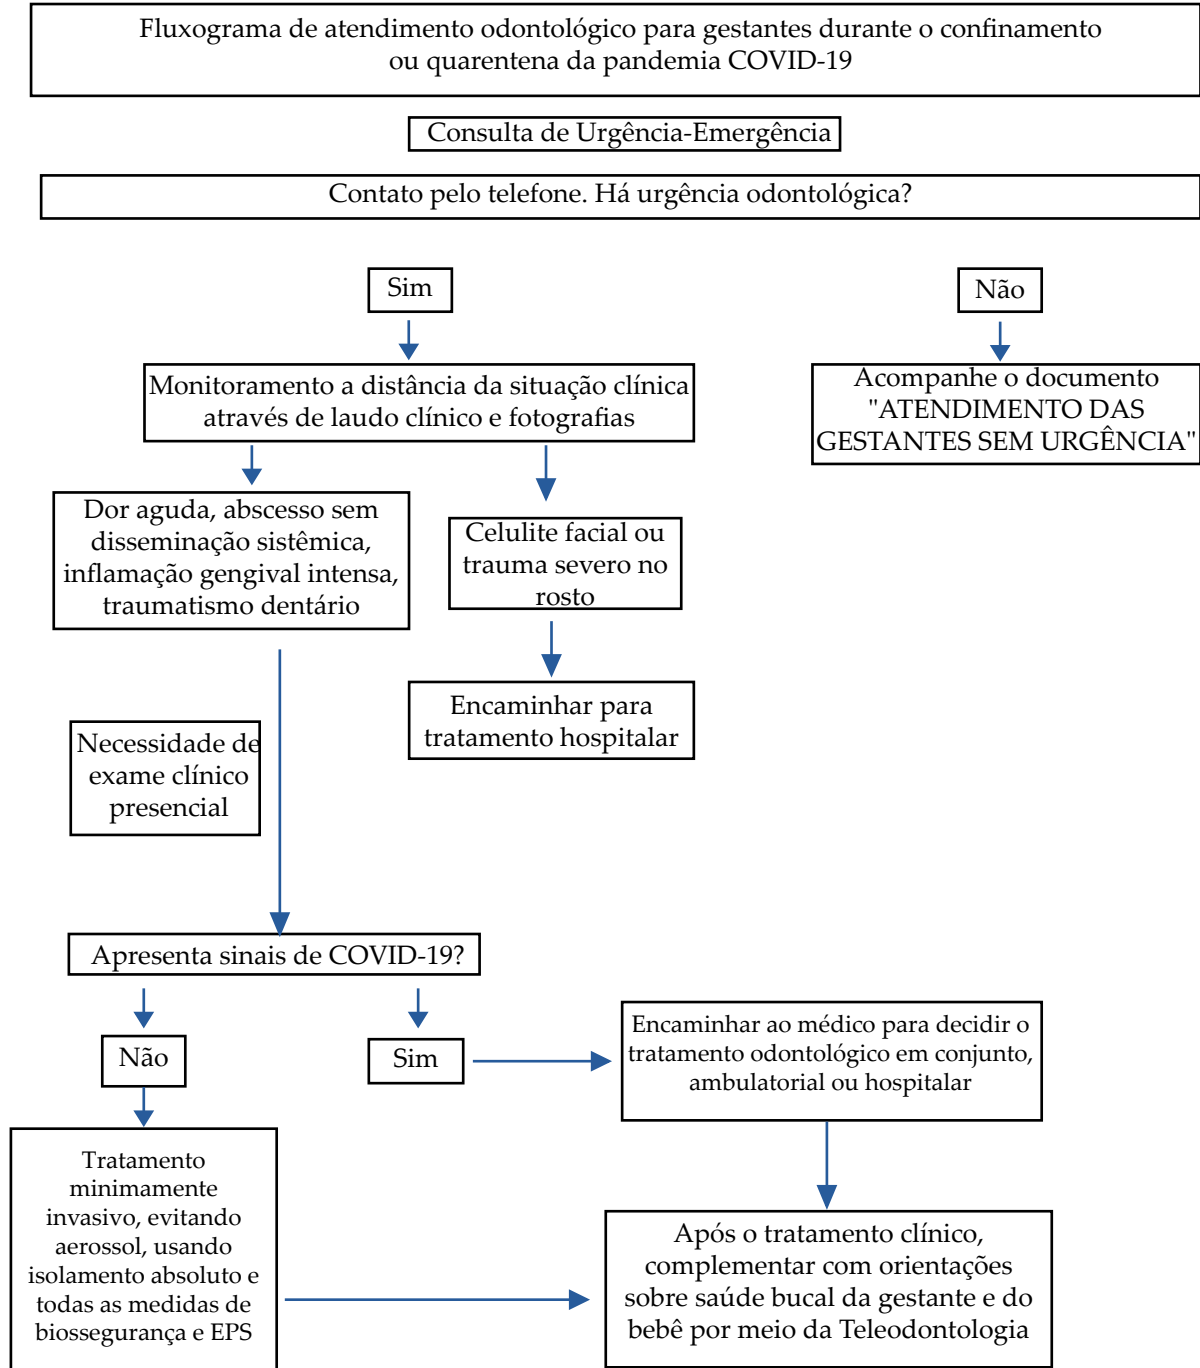 Fluxograma de atendimento odontológico para gestantes durante o confinamento
ou quarentena da pandemia COVID-19
Consulta de Urgência-Emergência
Contato pelo telefone. Há urgência odontológica?
Sim
Não
Monitoramento a distância da situação clínica
através de laudo clínico e fotografias
Acompanhe o documento
"ATENDIMENTO DAS
GESTANTES SEM URGÊNCIA"
Dor aguda, abscesso sem
disseminação sistêmica,
inflamação gengival intensa,
traumatismo dentário
Celulite facial ou
trauma severo no
rosto
Encaminhar para
tratamento hospitalar
Necessidade de
exame clínico
presencial
Apresenta sinais de COVID-19?
Não
Sim
Encaminhar ao médico para decidir o
tratamento odontológico em conjunto,
ambulatorial ou hospitalar
Tratamento
minimamente
invasivo, evitando
aerossol, usando
isolamento absoluto e
todas as medidas de
biossegurança e EPS
Após o tratamento clínico,
complementar com orientações
sobre saúde bucal da gestante e do
bebê por meio da Teleodontologia